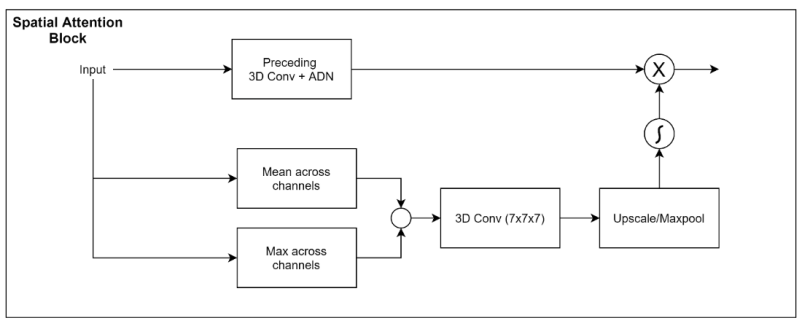 Spatial Attention
Block
Input
Preceding
3D Conv + ADN
X
Mean across
channels
Max across
channels
3D Conv (7x7x7)
Upscale/Maxpool
∫